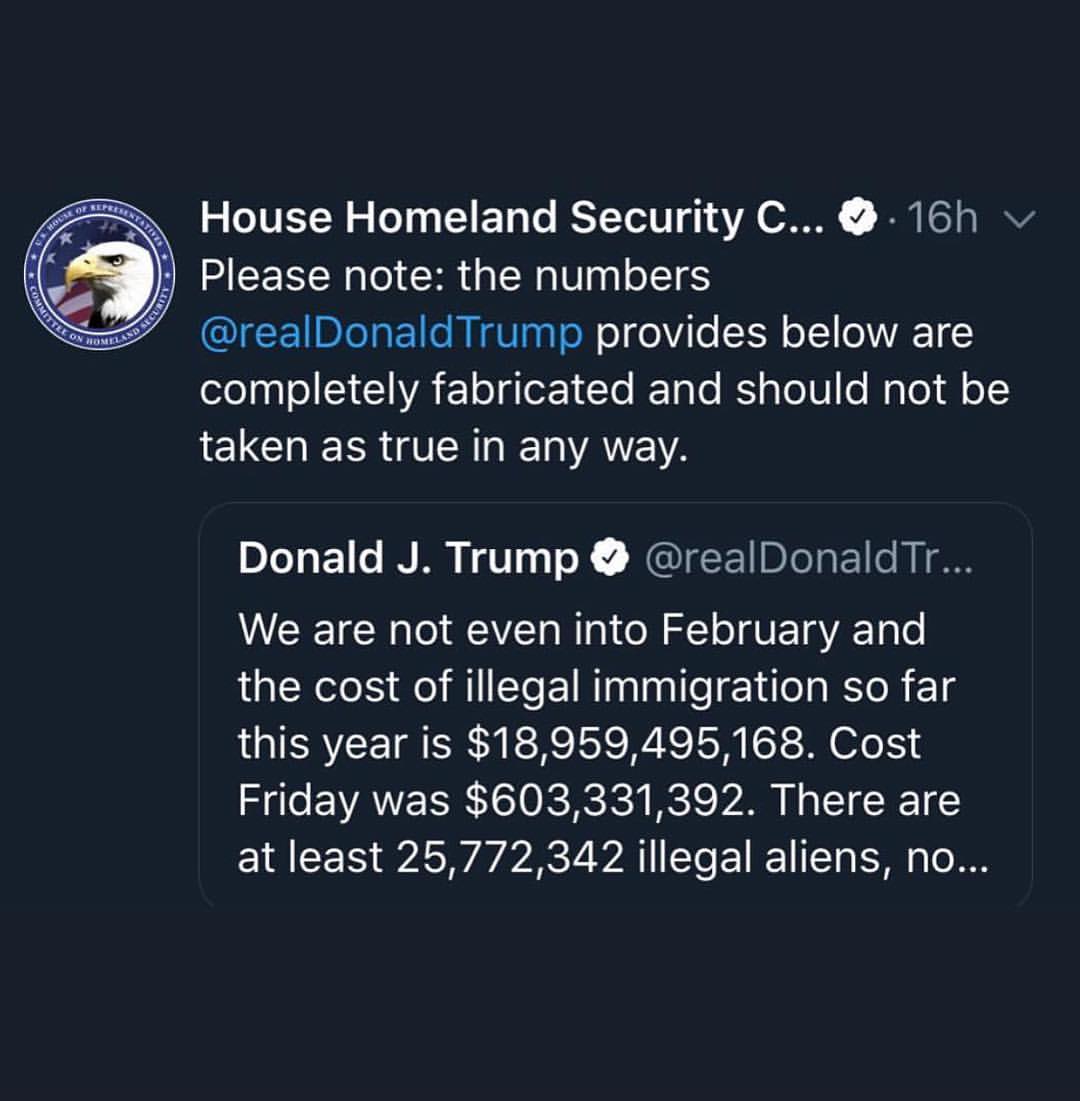 House Homeland Security C... · 16h
Please note: the numbers
@realDonaldTrump provides below are
completely fabricated and should not be
taken as true in any way.
U.S. HOUSE OF REPRESENTATIVES
COMMITTEE ON HOMELAND SECURITY
Donald J. Trump @realDonaldTr...
We are not even into February and
the cost of illegal immigration so far
this year is $18,959,495,168. Cost
Friday was $603,331,392. There are
at least 25,772,342 illegal aliens, no...